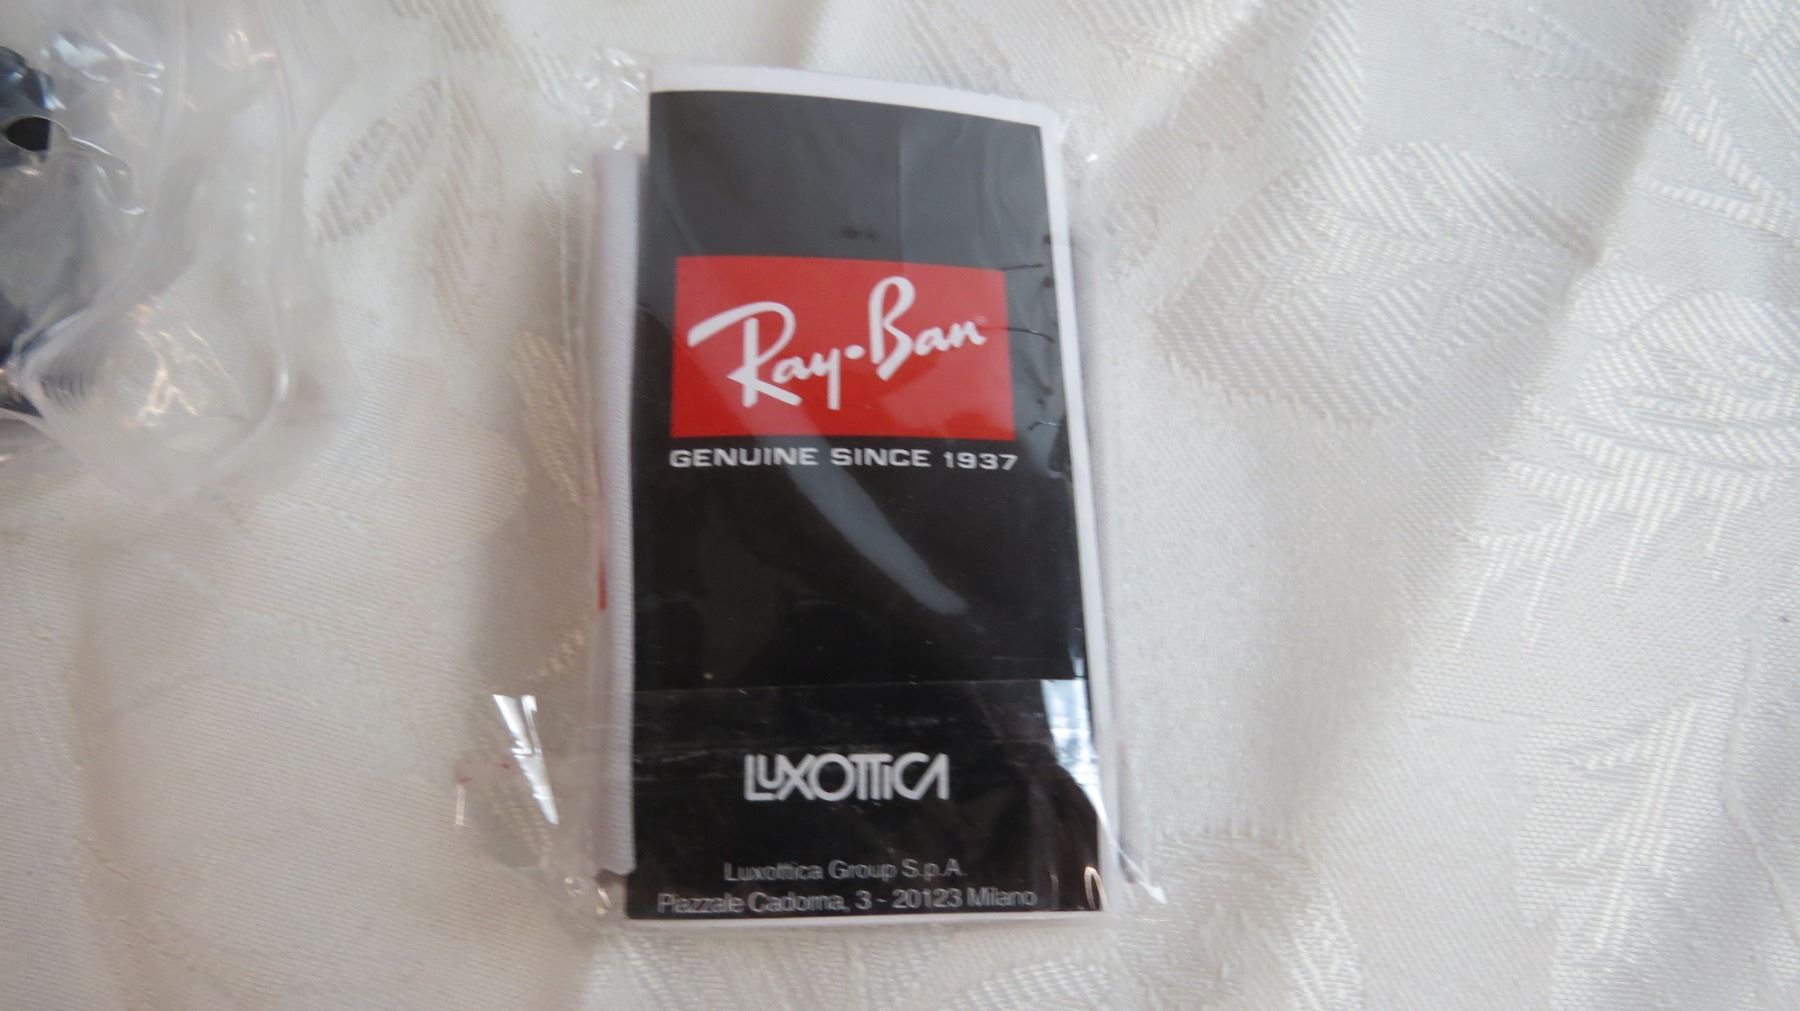 Ray-Ban
GENUINE SINCE 1937
LUXOTTICA
Luxottica Group S.p.A.
Piazzale Cadorna, 3 - 20123 Milano